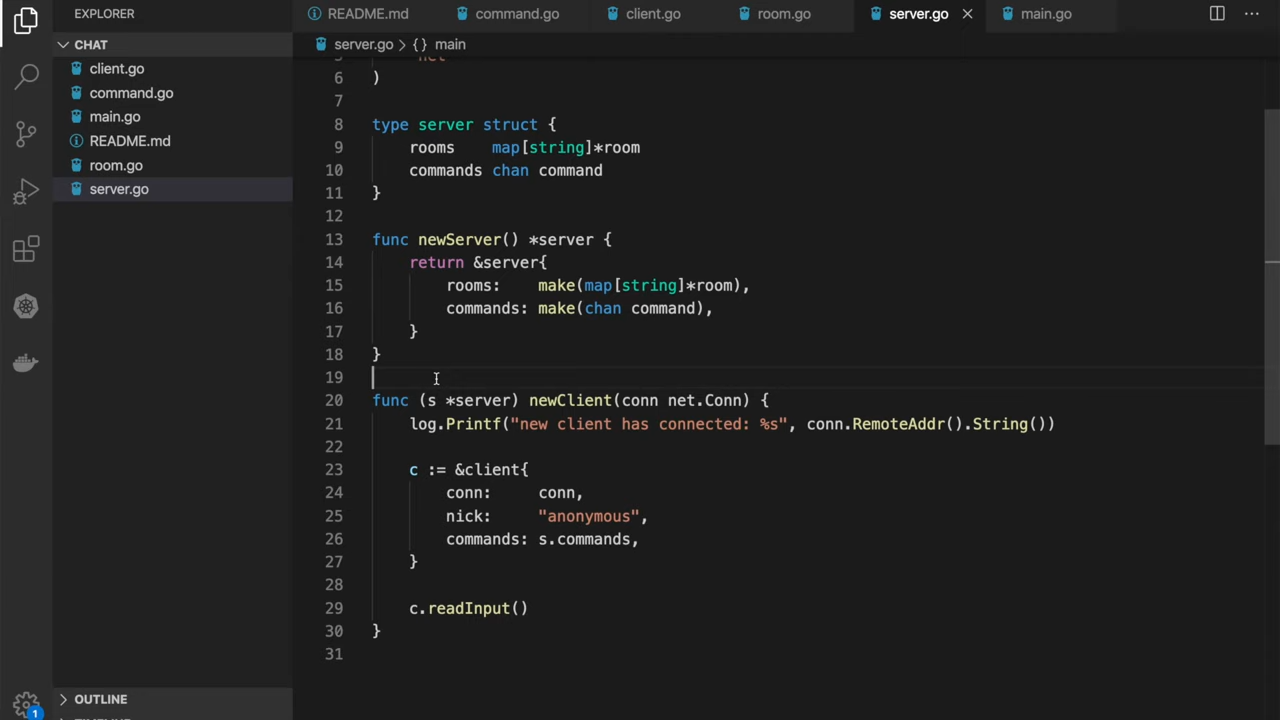 EXPLORER
README.md
command.go
client.go
room.go
server.go
main.go
CHAT
server.go > {} main
client.go
command.go
main.go
README.md
room.go
server.go
6 )
7
8 type server struct {
9 rooms map[string]*room
10 commands chan command
11 }
12
13 func newServer() *server {
14 return &server{
15 rooms: make(map[string]*room),
16 commands: make(chan command),
17 }
18 }
19
20 func (s *server) newClient(conn net.Conn) {
21 log.Printf("new client has connected: %s", conn.RemoteAddr().String())
22
23 c := &client{
24 conn: conn,
25 nick: "anonymous",
26 commands: s.commands,
27 }
28
29 c.readInput()
30 }
31
OUTLINE
1